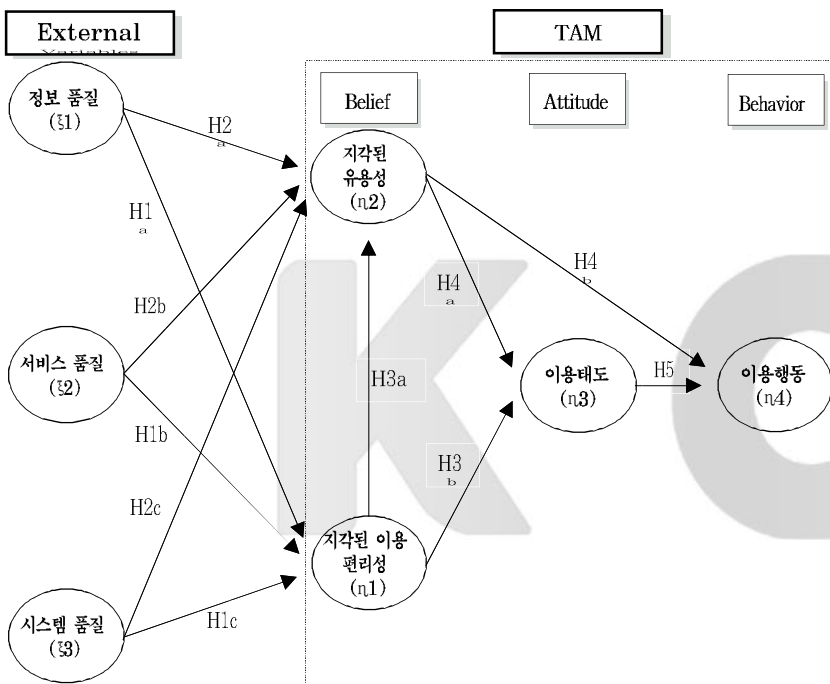 External
Variables
TAM
Belief
Attitude
Behavior
정보 품질
(ξ1)
H2
a
지각된
유용성
(η2)
H1
a
H4
a
H4
b
H2b
서비스 품질
(ξ2)
H3a
이용태도
(η3)
H5
이용행동
(η4)
H1b
H3
b
H2c
지각된 이용
편리성
(η1)
시스템 품질
(ξ3)
H1c